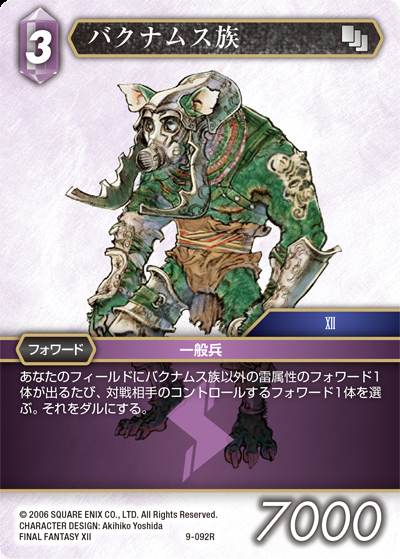 3
バクナムス族
XII
フォワード
一般兵
あなたのフィールドにバクナムス族以外の雷属性のフォワード1
体が出るたび、対戦相手のコントロールするフォワード1体を選
ぶ。それをダルにする。
© 2006 SQUARE ENIX CO., LTD. All Rights Reserved.
CHARACTER DESIGN: Akihiko Yoshida
FINAL FANTASY XII
9-092R
7000